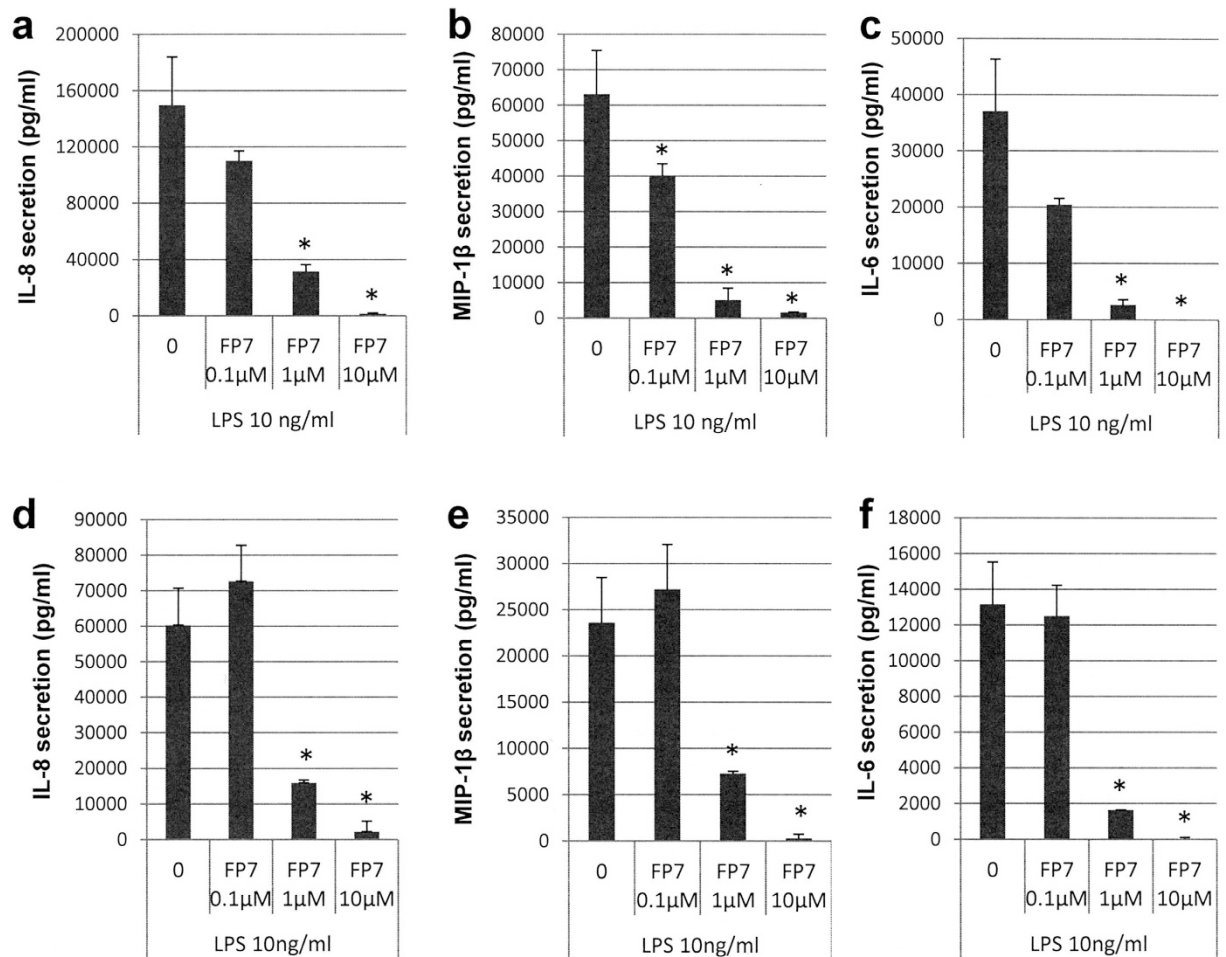 a
IL-8 secretion (pg/ml)
200000
160000
120000
80000
40000
0
*
*
0
FP7 0.1µM
FP7 1µM
FP7 10µM
LPS 10 ng/ml
b
MIP-1β secretion (pg/ml)
80000
70000
60000
50000
40000
30000
20000
10000
0
*
*
*
0
FP7 0.1µM
FP7 1µM
FP7 10µM
LPS 10 ng/ml
c
IL-6 secretion (pg/ml)
50000
40000
30000
20000
10000
0
*
*
0
FP7 0.1µM
FP7 1µM
FP7 10µM
LPS 10 ng/ml
d
IL-8 secretion (pg/ml)
90000
80000
70000
60000
50000
40000
30000
20000
10000
0
*
*
0
FP7 0.1µM
FP7 1µM
FP7 10µM
LPS 10ng/ml
e
MIP-1β secretion (pg/ml)
35000
30000
25000
20000
15000
10000
5000
0
*
*
0
FP7 0.1µM
FP7 1µM
FP7 10µM
LPS 10ng/ml
f
IL-6 secretion (pg/ml)
18000
16000
14000
12000
10000
8000
6000
4000
2000
0
*
*
0
FP7 0.1µM
FP7 1µM
FP7 10µM
LPS 10ng/ml